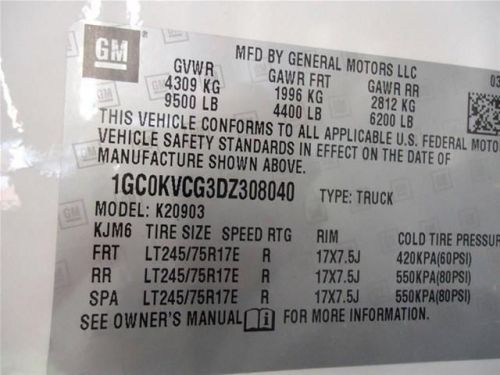 GM
®
MFD BY GENERAL MOTORS LLC
03
GVWR GAWR FRT GAWR RR
4309 KG 1996 KG 2812 KG
9500 LB 4400 LB 6200 LB
THIS VEHICLE CONFORMS TO ALL APPLICABLE U.S. FEDERAL MOTO
VEHICLE SAFETY STANDARDS IN EFFECT ON THE DATE OF
MANUFACTURE SHOWN ABOVE.
1GC0KVCG3DZ308040 TYPE: TRUCK
MODEL: K20903
KJM6 TIRE SIZE SPEED RTG RIM COLD TIRE PRESSUR
FRT LT245/75R17E R 17X7.5J 420KPA(60PSI)
RR LT245/75R17E R 17X7.5J 550KPA(80PSI)
SPA LT245/75R17E R 17X7.5J 550KPA(80PSI)
SEE OWNER'S MANUAL i FOR MORE INFORMATION.